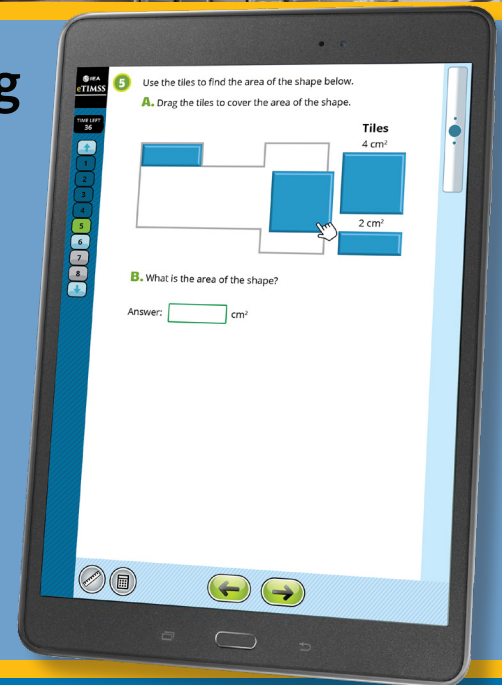 g
IEA
eTIMSS
TIME LEFT
36
1
2
3
4
5
6
7
8
5 Use the tiles to find the area of the shape below.
A. Drag the tiles to cover the area of the shape.
Tiles
4 cm²
2 cm²
B. What is the area of the shape?
Answer: cm²